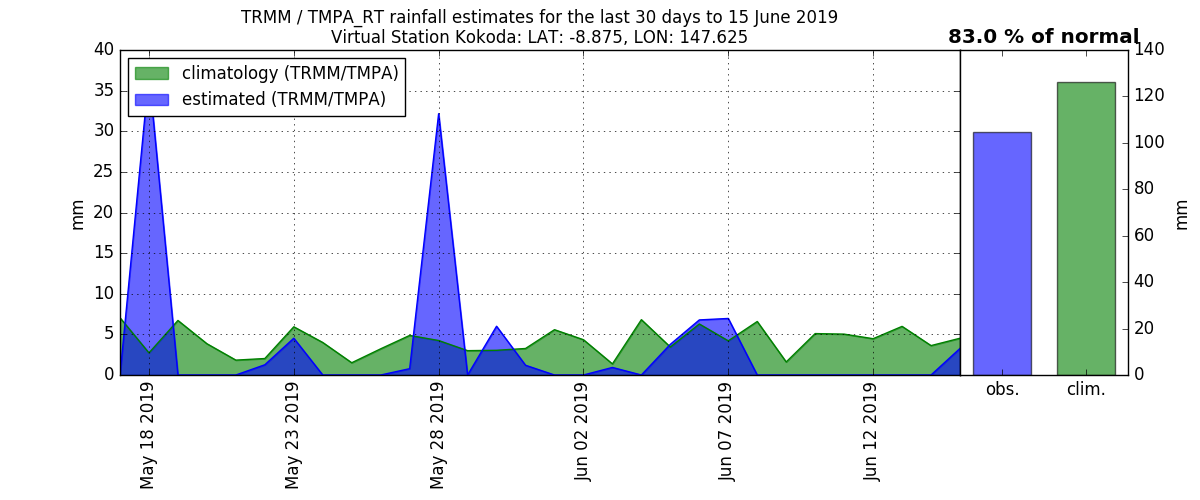 TRMM / TMPA_RT rainfall estimates for the last 30 days to 15 June 2019
Virtual Station Kokoda: LAT: -8.875, LON: 147.625
83.0 % of normal
climatology (TRMM/TMPA)
estimated (TRMM/TMPA)
40
35
30
25
20
15
10
5
0
mm
May 18 2019
May 23 2019
May 28 2019
Jun 02 2019
Jun 07 2019
Jun 12 2019
140
120
100
80
60
40
20
0
mm
obs.
clim.